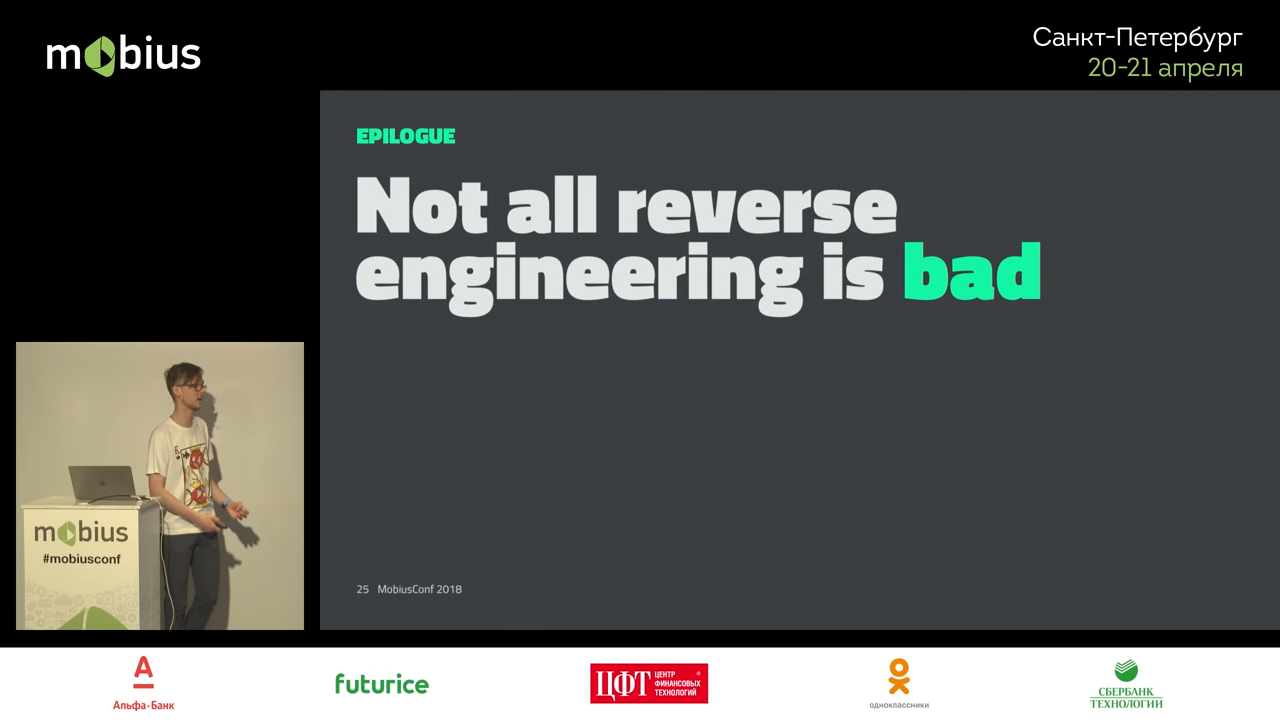 mobius
Санкт-Петербург
20-21 апреля
EPILOGUE
Not all reverse
engineering is bad
25 MobiusConf 2018
K
mobius
#mobiusconf
А
Альфа·Банк
futurice
ЦФТ
ЦЕНТР
ФИНАНСОВЫХ
ТЕХНОЛОГИЙ
®
одноклассники
СБЕРБАНК
ТЕХНОЛОГИИ